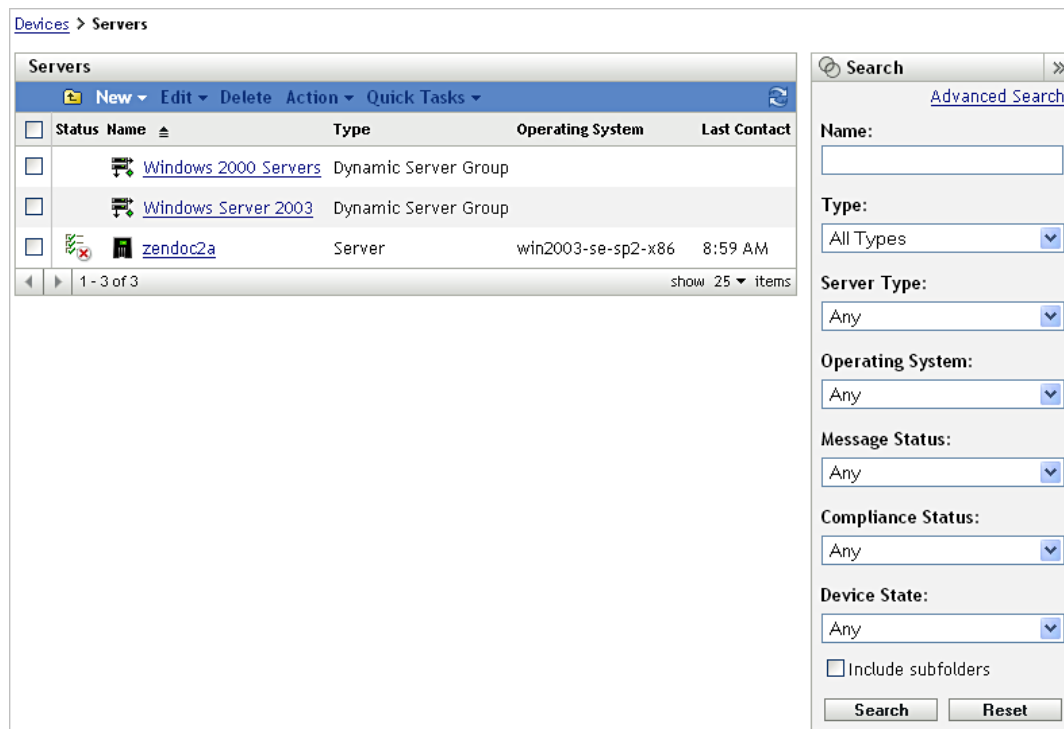 Devices > Servers
Servers
New Edit Delete Action Quick Tasks
Status Name Type Operating System Last Contact
Windows 2000 Servers Dynamic Server Group
Windows Server 2003 Dynamic Server Group
zendoc2a Server win2003-se-sp2-x86 8:59 AM
1 - 3 of 3 show 25 items
Search
Advanced Search
Name:
Type:
All Types
Server Type:
Any
Operating System:
Any
Message Status:
Any
Compliance Status:
Any
Device State:
Any
Include subfolders
Search Reset